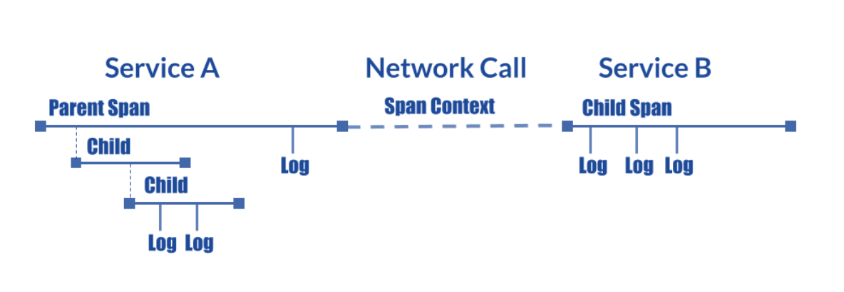 Service A
Network Call
Service B
Parent Span
Span Context
Child Span
Child
Log
Log
Log
Log
Child
Log
Log